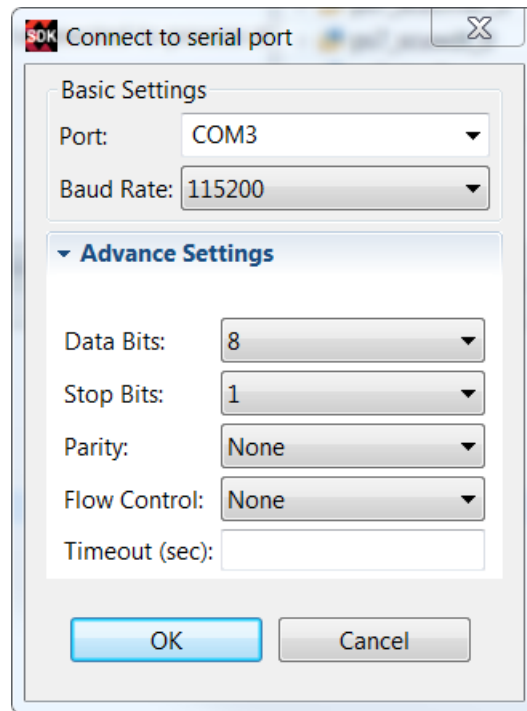 SDK Connect to serial port
Basic Settings
Port: COM3
Baud Rate: 115200
Advance Settings
Data Bits: 8
Stop Bits: 1
Parity: None
Flow Control: None
Timeout (sec):
OK Cancel